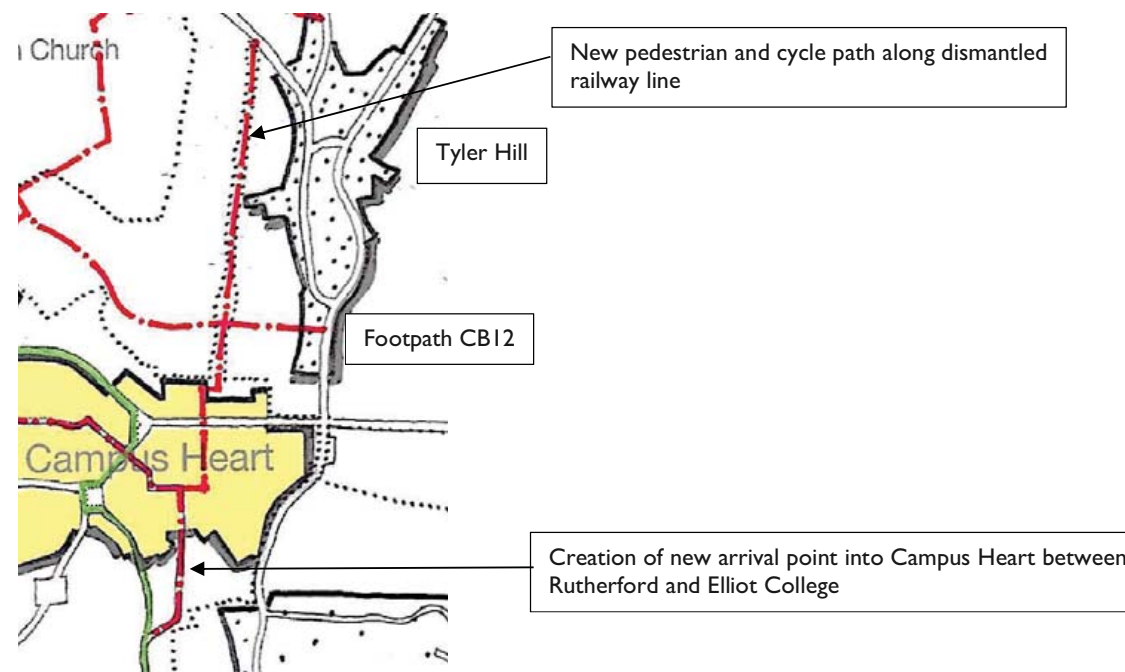 Church
New pedestrian and cycle path along dismantled
railway line
Tyler Hill
Footpath CB12
Campus Heart
Creation of new arrival point into Campus Heart between
Rutherford and Elliot College